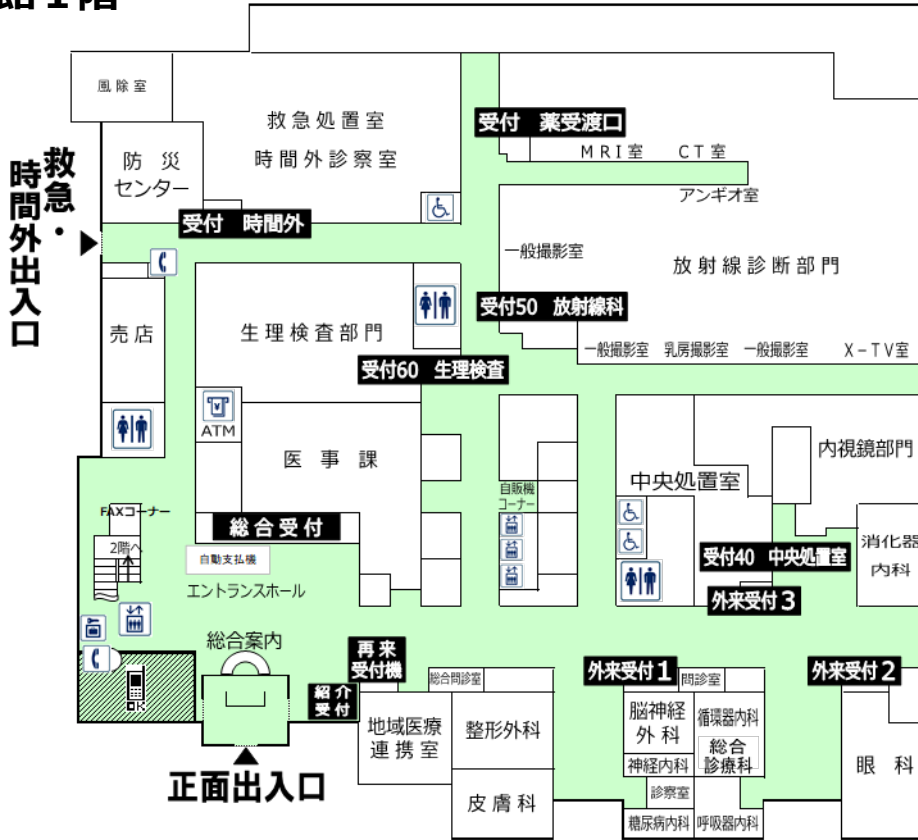 館1階
風除室
救急処置室
時間外診察室
防災
センター
受付 時間外
救急・
時間外出入口
受付 薬受渡口
MRI室 CT室
アンギオ室
一般撮影室
放射線診断部門
受付50 放射線科
一般撮影室 乳房撮影室 一般撮影室 X-TV室
売店
生理検査部門
受付60 生理検査
ATM
医事課
自販機
コーナー
中央処置室
内視鏡部門
FAXコーナー
2階へ
総合受付
自動支払機
エントランスホール
消化器
内科
受付40 中央処置室
外来受付3
総合案内
再来
受付機
紹介
受付
総合問診室
外来受付1
問診室
外来受付2
OK
地域医療
連携室
整形外科
脳神経
外科
循環器内科
総合
診療科
神経内科
眼科
正面出入口
皮膚科
診察室
糖尿病内科
呼吸器内科